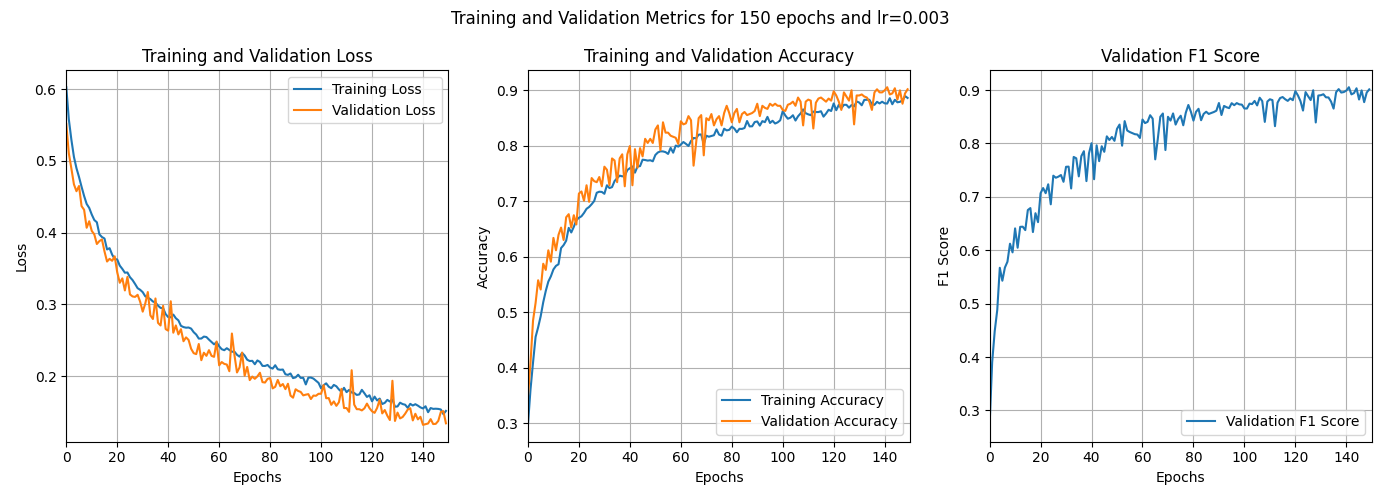 Training and Validation Metrics for 150 epochs and lr=0.003
Training and Validation Loss
Loss
0.6
0.5
0.4
0.3
0.2
Training Loss
Validation Loss
0 20 40 60 80 100 120 140
Epochs
Training and Validation Accuracy
Accuracy
0.9
0.8
0.7
0.6
0.5
0.4
0.3
Training Accuracy
Validation Accuracy
0 20 40 60 80 100 120 140
Epochs
Validation F1 Score
F1 Score
0.9
0.8
0.7
0.6
0.5
0.4
0.3
Validation F1 Score
0 20 40 60 80 100 120 140
Epochs